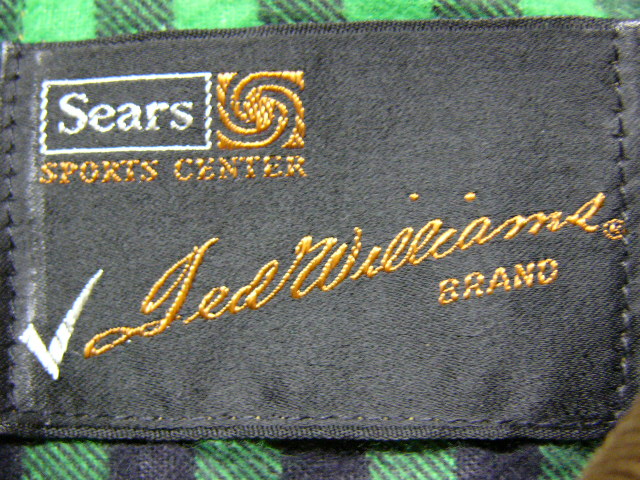 Sears
SPORTS CENTER
Ted Williams®
BRAND